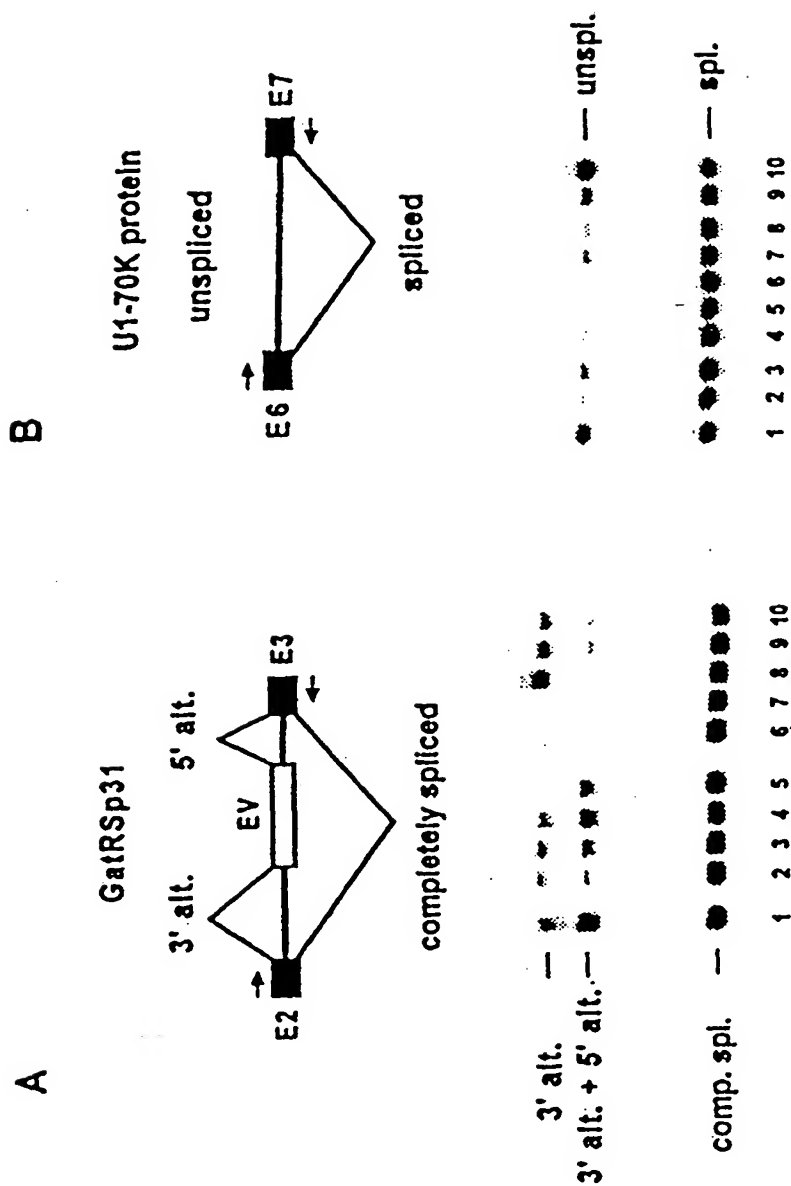 A
GatRSp31
3' alt.
5' alt.
EV
E2
E3
completely spliced
3' alt.
3' alt. + 5' alt.
comp. spl.
1 2 3 4 5 6 7 8 9 10
B
U1-70K protein
unspliced
E6
E7
spliced
unspl.
spl.
1 2 3 4 5 6 7 8 9 10